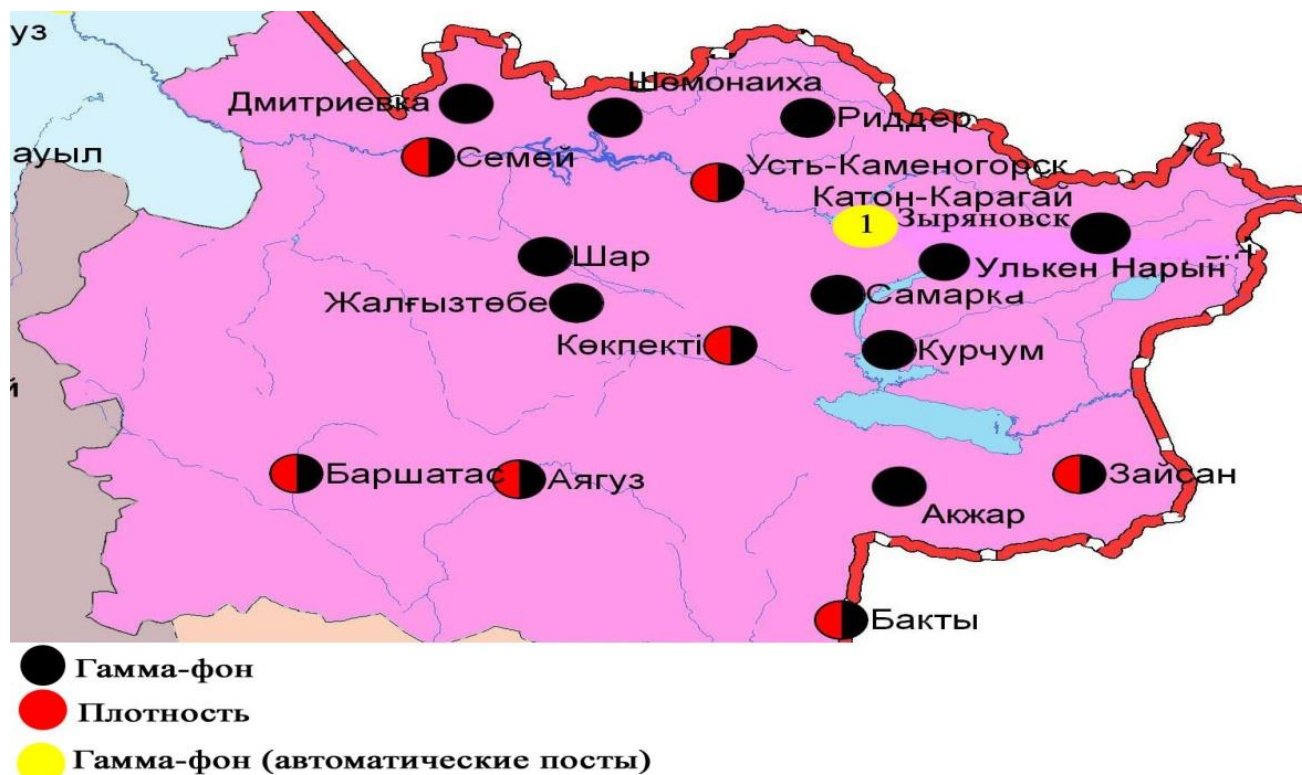 уз
Шемонаиха
Дмитриевка
Риддер
ауыл
Семей
Усть-Каменогорск
Катон-Карагай
1
Зыряновск
Шар
Улькен Нарын
Жалғызтөбе
Самарка
Көкпекті
Курчум
й
Баршатас
Аягуз
Зайсан
Акжар
Бакты
Гамма-фон
Плотность
Гамма-фон (автоматические посты)